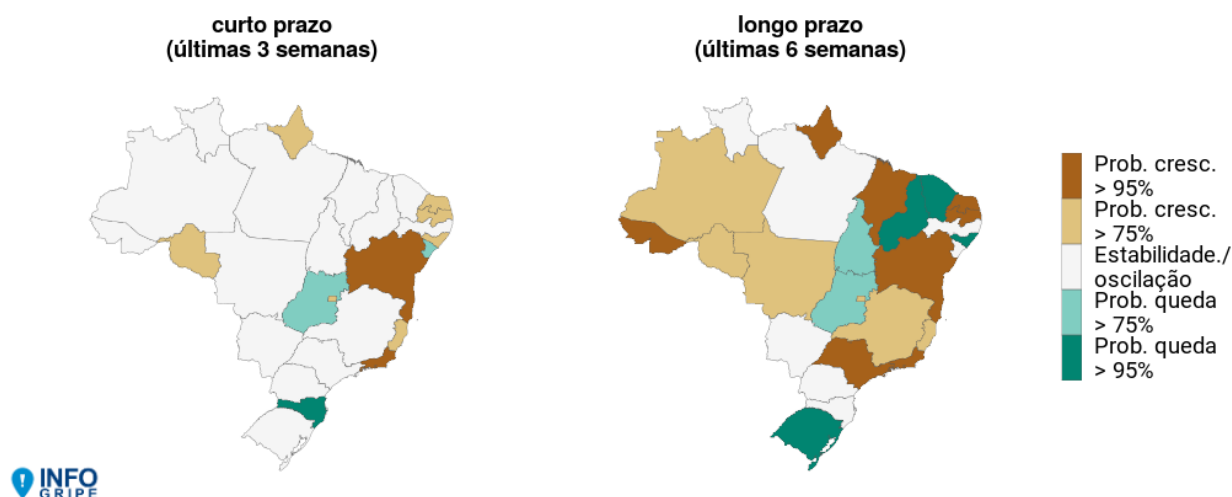 curto prazo
(últimas 3 semanas)
longo prazo
(últimas 6 semanas)
Prob. cresc.
> 95%
Prob. cresc.
> 75%
Estabilidade./
oscilação
Prob. queda
> 75%
Prob. queda
> 95%
INFO
GRIPE